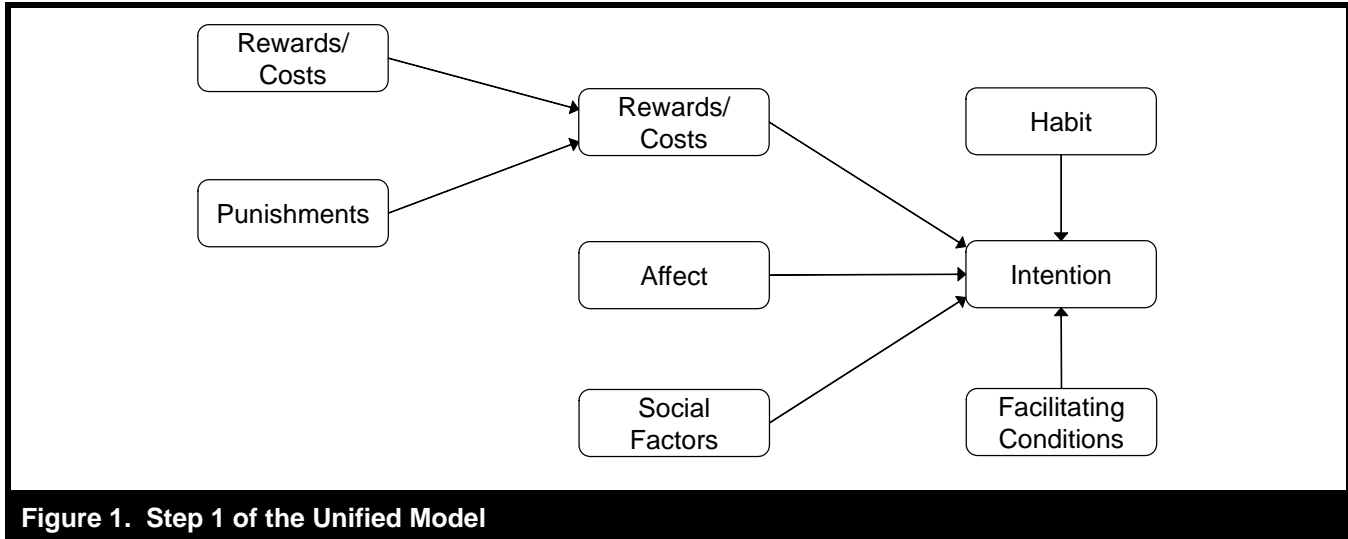 Rewards/
Costs
Punishments
Rewards/
Costs
Affect
Social
Factors
Habit
Intention
Facilitating
Conditions
Figure 1. Step 1 of the Unified Model